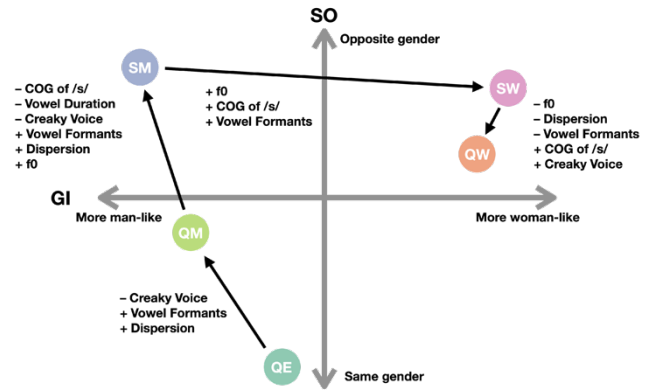 SO
Opposite gender
SM
SW
– COG of /s/
– Vowel Duration
– Creaky Voice
+ Vowel Formants
+ Dispersion
+ f0
+ f0
+ COG of /s/
+ Vowel Formants
– f0
– Dispersion
– Vowel Formants
+ COG of /s/
+ Creaky Voice
QW
GI
More man-like
More woman-like
QM
– Creaky Voice
+ Vowel Formants
+ Dispersion
QE
Same gender